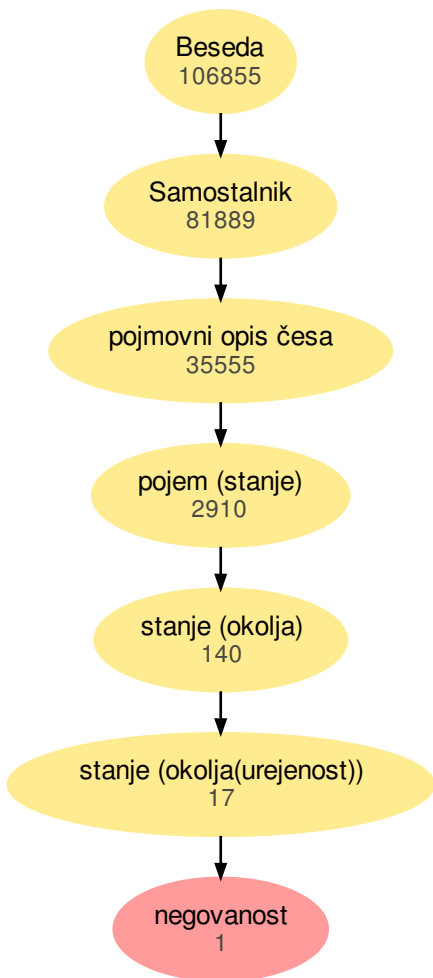 Beseda
106855
Samostalnik
81889
pojmovni opis česa
35555
pojem (stanje)
2910
stanje (okolja)
140
stanje (okolja(urejenost))
17
negovanost
1